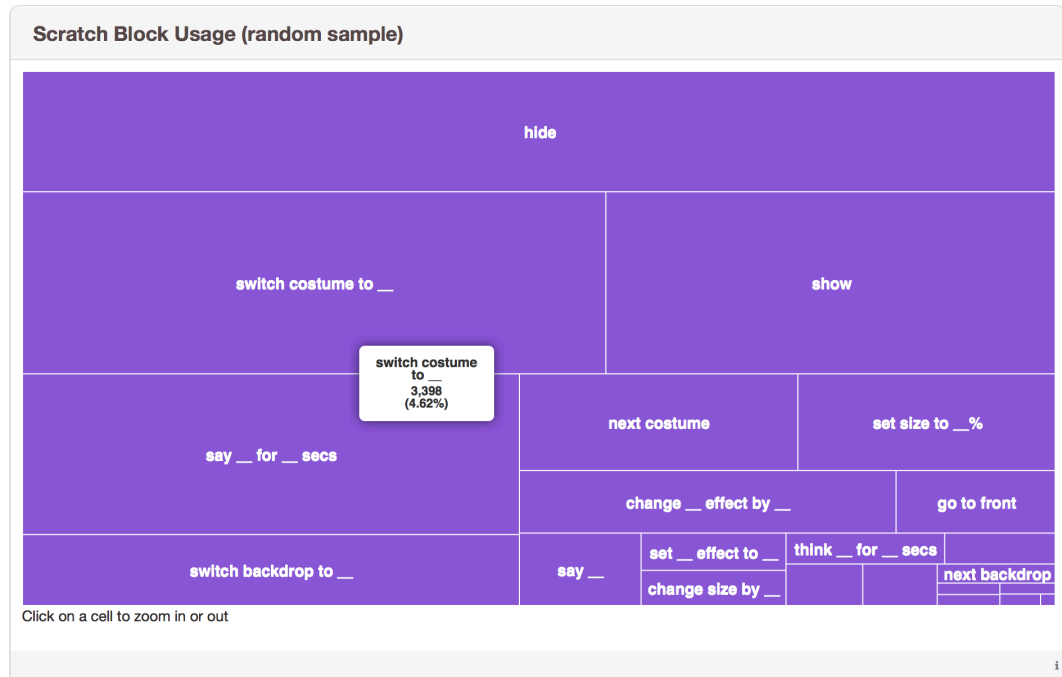 Scratch Block Usage (random sample)
hide
switch costume to __
show
switch costume
to __
3,398
(4.62%)
say __ for __ secs
next costume
set size to __%
change __ effect by __
go to front
switch backdrop to __
say __
set __ effect to __
think __ for __ secs
change size by __
next backdrop
Click on a cell to zoom in or out
i